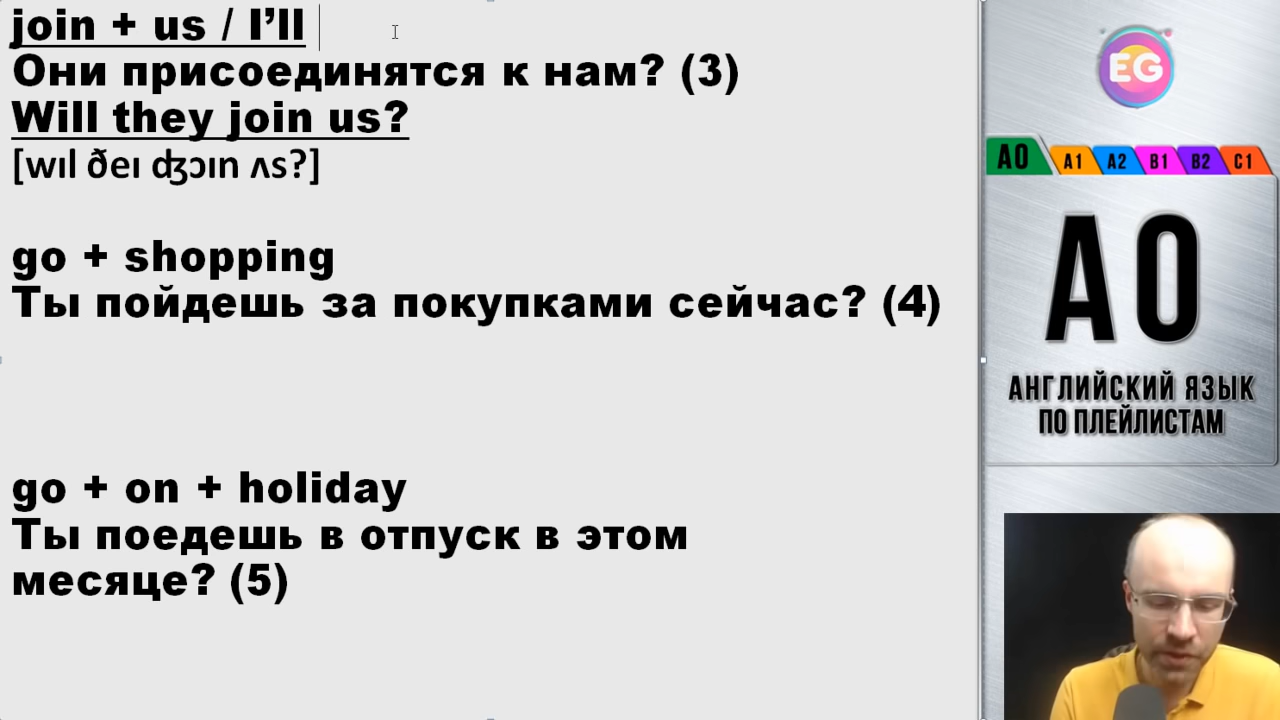 join + us / I’ll
Они присоединятся к нам? (3)
Will they join us?
[wɪl ðeɪ ʤɔɪn ʌs?]
go + shopping
Ты пойдешь за покупками сейчас? (4)
go + on + holiday
Ты поедешь в отпуск в этом
месяце? (5)
EG
A0 A1 A2 B1 B2 C1
A0
АНГЛИЙСКИЙ ЯЗЫК
ПО ПЛЕЙЛИСТАМ